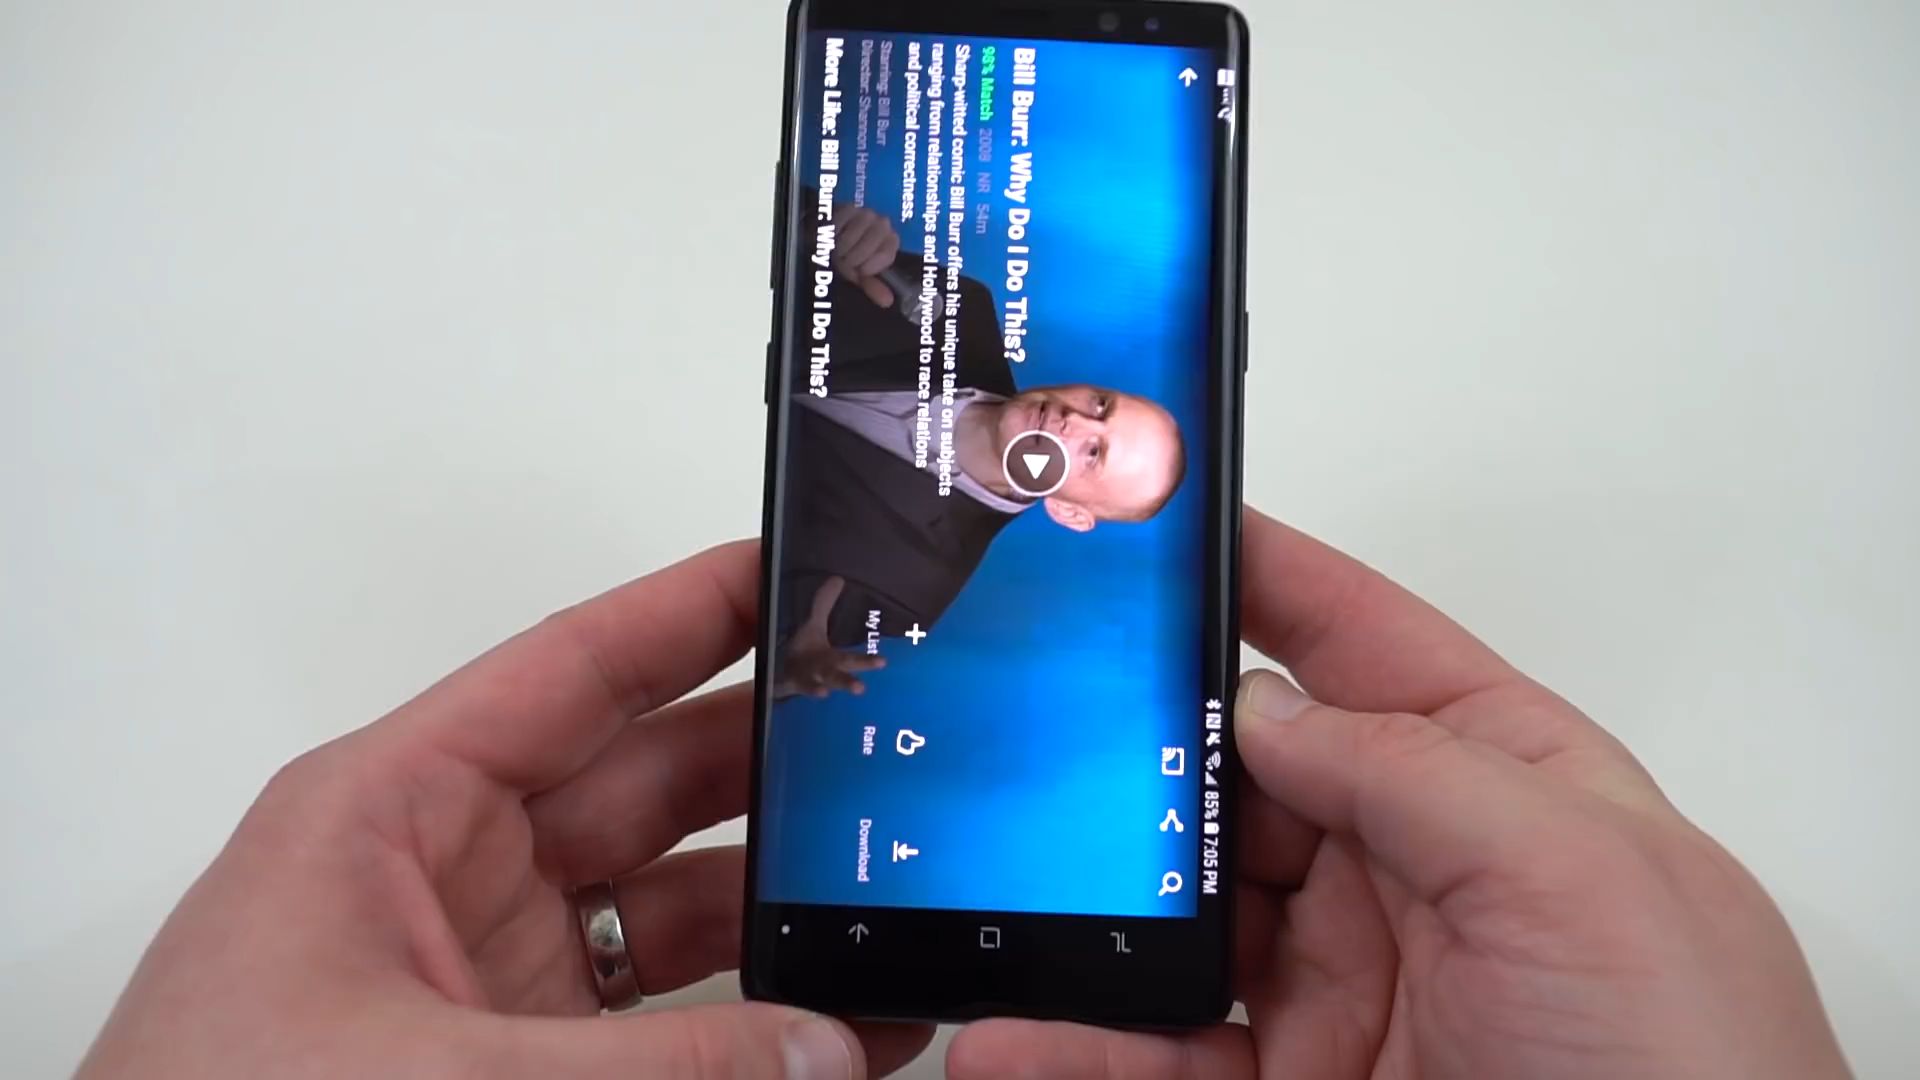 85% 7:05 PM
Bill Burr: Why Do I Do This?
98% Match 2008 NR 54m
Sharp-witted comic Bill Burr offers his unique take on subjects
ranging from relationships and Hollywood to race relations
and political correctness.
Starring: Bill Burr
Director: Shannon Hartman
My List
Rate
Download
More Like: Bill Burr: Why Do I Do This?